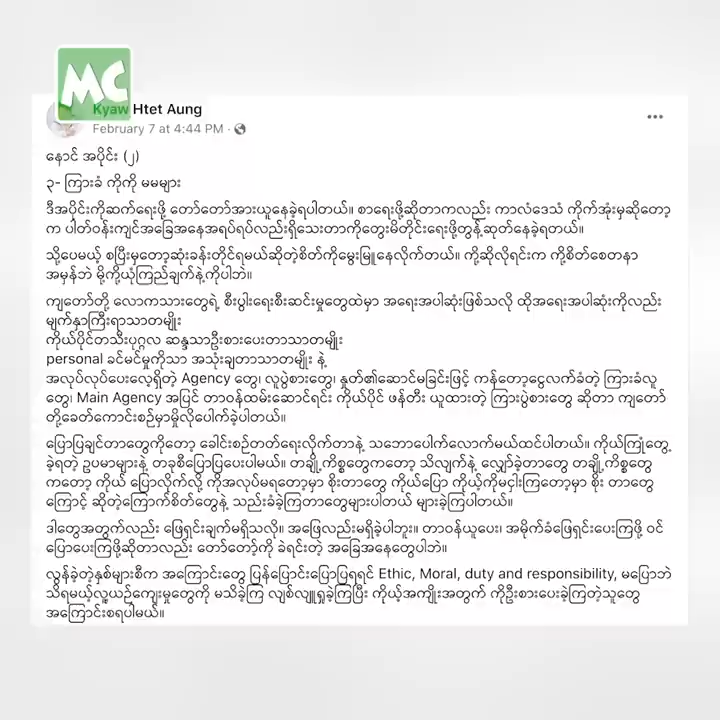 MC
Kyaw Htet Aung
February 7 at 4:44 PM ·
နောင် အပိုင်း (၂)
၃- ကြားခံ ကိုကို မမများ
ဒီအပိုင်းကိုဆက်ရေးဖို့ တော်တော်အားယူနေခဲ့ရပါတယ်။ စာရေးဖို့ဆိုတာကလည်း ကာလံဒေသံ ကိုက်အုံးမှဆိုတော့
က ပါတ်ဝန်းကျင်အခြေအနေအရပ်ရပ်လည်းရှိသေးတာကိုတွေးမိတိုင်းရေးဖို့တွန့်ဆုတ်နေခဲ့ရတယ်။
သို့ပေမယ့် စပြီးမှတော့ဆုံးခန်းတိုင်ရမယ်ဆိုတဲ့စိတ်ကိုမွေးမြူနေလိုက်တယ်။ ကို့ဆိုလိုရင်းက ကို့စိတ်စေတနာ
အမှန်ဘဲ မို့ကို့ယုံကြည်ချက်နဲ့ကိုပါဘဲ။
ကျတော်တို့ လောကသားတွေရဲ့ စီးပွါးရေးစီးဆင်းမှုတွေထဲမှာ အရေးအပါဆုံးဖြစ်သလို ထိုအရေးအပါဆုံးကိုလည်း
မျက်နှာကြီးရာသာတမျိုး
ကိုယ်ပိုင်တသီးပုဂ္ဂလ ဆန္ဒသာဦးစားပေးတာသာတမျိုး
personal ခင်မင်မှုကိုသာ အသုံးချတာသာတမျိုး နဲ့
အလုပ်လုပ်ပေးလေ့ရှိတဲ့ Agency တွေ၊ လူပွဲစားတွေ၊ နှုတ်၏ဆောင်မခြင်းဖြင့် ကန်တော့ငွေလက်ခံတဲ့ ကြားခံလူ
တွေ၊ Main Agency အပြင် တာဝန်ထမ်းဆောင်ရင်း ကိုယ်ပိုင် ဖန်တီး ယူထားတဲ့ ကြားပွဲစားတွေ ဆိုတာ ကျတော်
တို့ခေတ်ကောင်းစဉ်မှာမှိုလိုပေါက်ခဲ့ပါတယ်။
ပြောပြချင်တာတွေကိုတော့ ခေါင်းစဉ်တတ်ရေးလိုက်တာနဲ့ သဘောပေါက်လောက်မယ်ထင်ပါတယ်။ ကိုယ်ကြုံတွေ့
ခဲ့ရတဲ့ ဥပမာများနဲ့ တခုစီပြောပြပေးပါမယ်။ တချို့ကိစ္စတွေကတော့ သိလျက်နဲ့ လျှော်ခဲ့တာတွေ တချို့ကိစ္စတွေ
ကတော့ ကိုယ် ပြောလိုက်လို့ ကိုအလုပ်မရတော့မှာ စိုးတာတွေ ကိုယ်ပြော ကိုယ့်ကိုမငှါးကြတော့မှာ စိုး တာတွေ
ကြောင့် ဆိုတဲ့ကြောက်စိတ်တွေနဲ့ သည်းခံခဲ့ကြတာတွေများပါတယ် များခဲ့ကြပါတယ်။
ဒါတွေအတွက်လည်း ဖြေရှင်းချက်မရှိသလို။ အဖြေလည်းမရှိခဲ့ပါဘူး။ တာဝန်ယူပေး၊ အမိုက်ခံဖြေရှင်းပေးကြဖို့ ဝင်
ပြောပေးကြဖို့ဆိုတာလည်း တော်တော့်ကို ခဲရင်းတဲ့ အခြေအနေတွေပါဘဲ။
လွန်ခဲ့တဲ့နှစ်များစီက အကြောင်းတွေ ပြန်ပြောင်းပြောပြရရင် Ethic, Moral, duty and responsibility, မပြောဘဲ
သိရမယ့်လူ့ယဉ်ကျေးမှုတွေကို မသိခဲ့ကြ လျစ်လျူရှုခဲ့ကြပြီး ကိုယ့်အကျိုးအတွက် ကိုဦးစားပေးခဲ့ကြတဲ့သူတွေ
အကြောင်းစရပါမယ်။